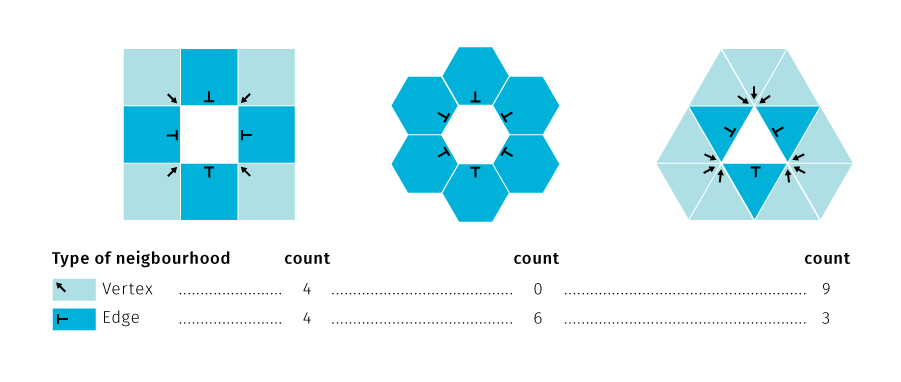 Type of neigbourhood count count count
Vertex ........................... 4 ............................................... 0 ............................................................... 9
Edge ........................... 4 ............................................... 6 ............................................................... 3